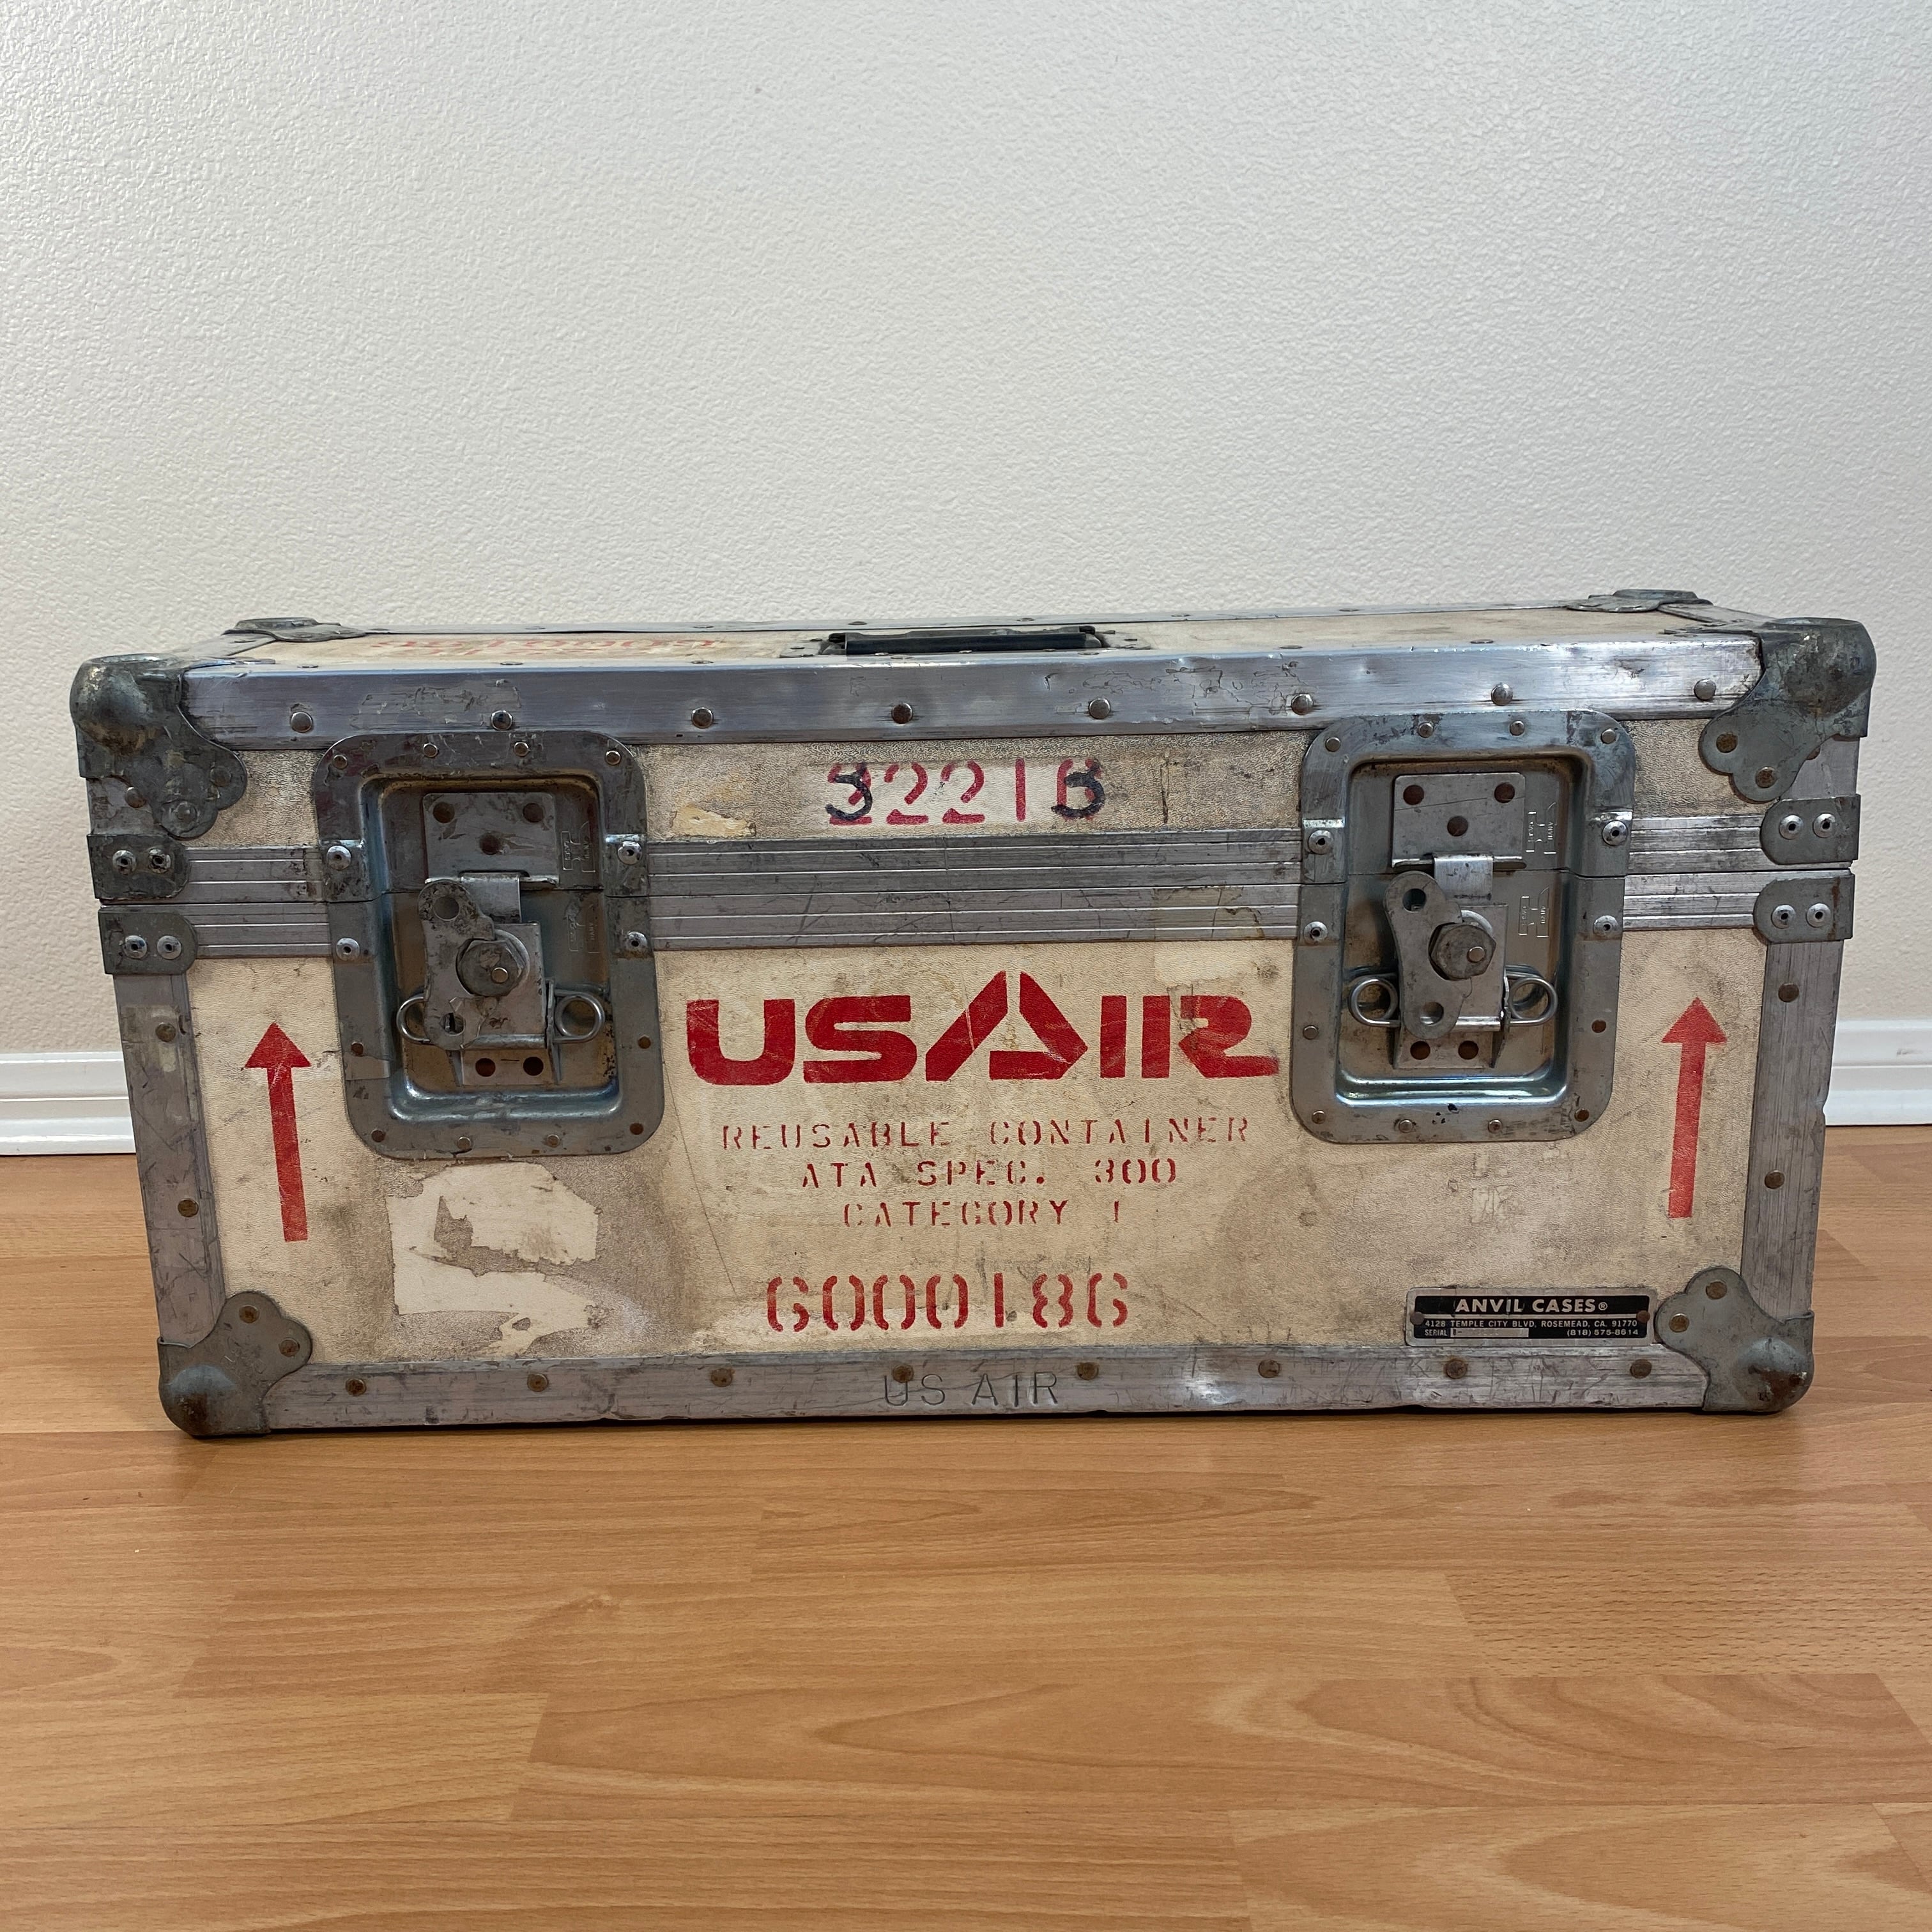 32216
USAIR
REUSABLE CONTAINER
ATA SPEC. 300
CATEGORY I
6000186
ANVIL CASES®
4128 TEMPLE CITY BLVD, ROSEMEAD, CA. 91770
SERIAL
(818) 575-8614
US AIR